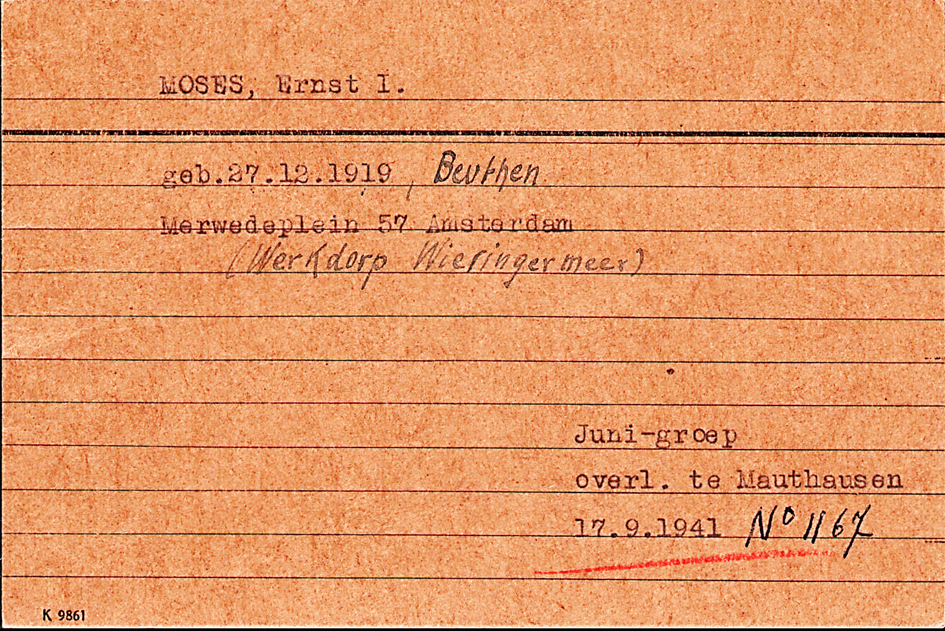 MOSES, Ernst I.
geb.27.12.1919, Beuthen
Merwedeplein 57 Amsterdam
(Werkdorp Wieringermeer)
Juni-groep
overl. te Mauthausen
17.9.1941 No 1167
K 9861